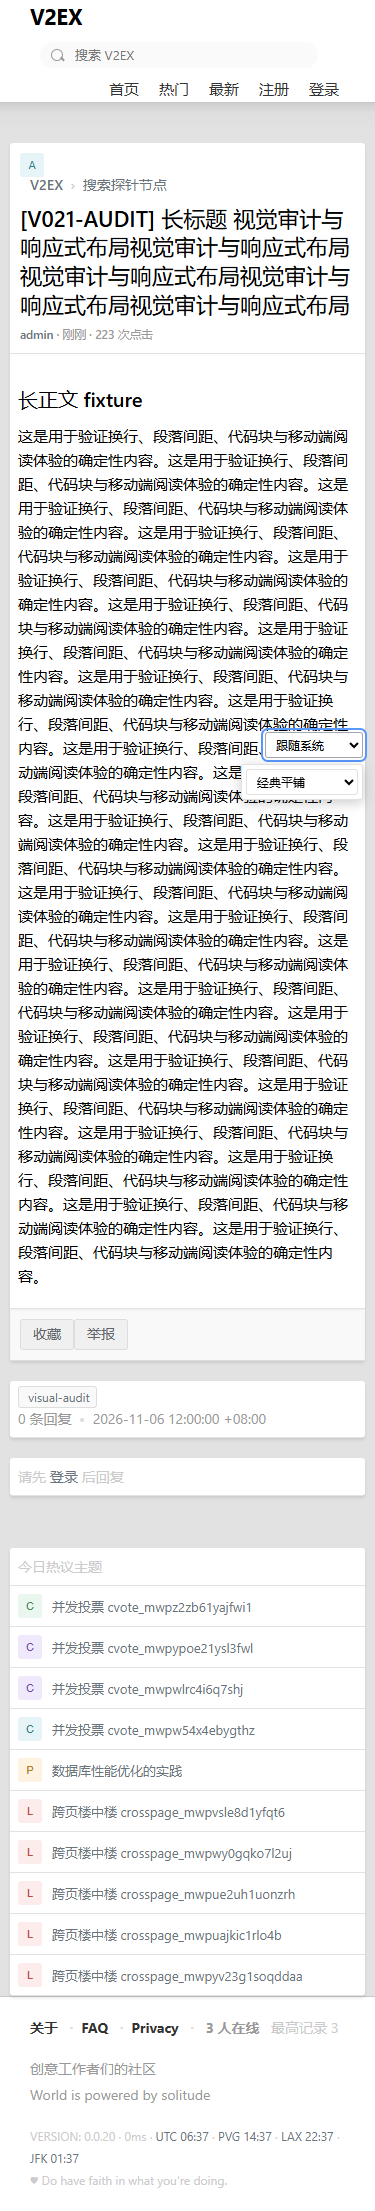 V2EX
搜索 V2EX
首页 热门 最新 注册 登录
A
V2EX › 搜索探针节点
[V021-AUDIT] 长标题 视觉审计与
响应式布局视觉审计与响应式布局
视觉审计与响应式布局视觉审计与
响应式布局视觉审计与响应式布局
admin · 刚刚 · 223 次点击
长正文 fixture
这是用于验证换行、段落间距、代码块与移动端阅
读体验的确定性内容。这是用于验证换行、段落间
距、代码块与移动端阅读体验的确定性内容。这是
用于验证换行、段落间距、代码块与移动端阅读体
验的确定性内容。这是用于验证换行、段落间距、
代码块与移动端阅读体验的确定性内容。这是用于
验证换行、段落间距、代码块与移动端阅读体验的
确定性内容。这是用于验证换行、段落间距、代码
块与移动端阅读体验的确定性内容。这是用于验证
换行、段落间距、代码块与移动端阅读体验的确定
性内容。这是用于验证换行、段落间距、代码块与
移动端阅读体验的确定性内容。这是用于验证换
行、段落间距、代码块与移动端阅读体验的确定性
内容。这是用于验证换行、段落间距、
跟随系统
动端阅读体验的确定性内容。这是
经典平铺
段落间距、代码块与移动端阅读体验的确定性内
容。这是用于验证换行、段落间距、代码块与移动
端阅读体验的确定性内容。这是用于验证换行、段
落间距、代码块与移动端阅读体验的确定性内容。
这是用于验证换行、段落间距、代码块与移动端阅
读体验的确定性内容。这是用于验证换行、段落间
距、代码块与移动端阅读体验的确定性内容。这是
用于验证换行、段落间距、代码块与移动端阅读体
验的确定性内容。这是用于验证换行、段落间距、
代码块与移动端阅读体验的确定性内容。这是用于
验证换行、段落间距、代码块与移动端阅读体验的
确定性内容。这是用于验证换行、段落间距、代码
块与移动端阅读体验的确定性内容。这是用于验证
换行、段落间距、代码块与移动端阅读体验的确定
性内容。这是用于验证换行、段落间距、代码块与
移动端阅读体验的确定性内容。这是用于验证换
行、段落间距、代码块与移动端阅读体验的确定性
内容。这是用于验证换行、段落间距、代码块与移
动端阅读体验的确定性内容。这是用于验证换行、
段落间距、代码块与移动端阅读体验的确定性内
容。
收藏 举报
visual-audit
0 条回复 • 2026-11-06 12:00:00 +08:00
请先 登录 后回复
今日热议主题
C 并发投票 cvote_mwpz2zb61yajfwi1
C 并发投票 cvote_mwpypoe21ysl3fwl
C 并发投票 cvote_mwpwlrc4i6q7shj
C 并发投票 cvote_mwpw54x4ebygthz
P 数据库性能优化的实践
L 跨页楼中楼 crosspage_mwpvsle8d1yfqt6
L 跨页楼中楼 crosspage_mwpwy0gqko7l2uj
L 跨页楼中楼 crosspage_mwpue2uh1uonzrh
L 跨页楼中楼 crosspage_mwpuajkic1rlo4b
L 跨页楼中楼 crosspage_mwpyv23g1soqddaa
关于 · FAQ · Privacy · 3 人在线 最高记录 3
创意工作者们的社区
World is powered by solitude
VERSION: 0.0.20 · 0ms · UTC 06:37 · PVG 14:37 · LAX 22:37 ·
JFK 01:37
♥ Do have faith in what you're doing.